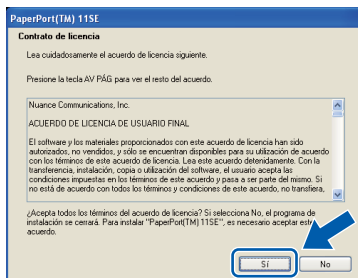 PaperPort(TM) 11SE
Contrato de licencia
Lea cuidadosamente el acuerdo de licencia siguiente.
Presione la tecla AV PÁG para ver el resto del acuerdo.
Nuance Communications, Inc.
ACUERDO DE LICENCIA DE USUARIO FINAL
El software y los materiales proporcionados con este acuerdo de licencia han sido
autorizados, no vendidos, y sólo se encuentran disponibles para su utilización de acuerdo
con los términos de este acuerdo de licencia. Lea este acuerdo detenidamente. Con la
transferencia, instalación, copia o utilización del software, el usuario acepta las
condiciones impuestas en los términos de este acuerdo y pasa a ser parte del mismo. Si
no está de acuerdo con todos los términos y condiciones de este acuerdo, no transfiera,
¿Acepta todos los términos del acuerdo de licencia? Si selecciona No, el programa de
instalación se cerrará. Para instalar "PaperPort(TM) 11SE", es necesario aceptar este
acuerdo.
Sí
No